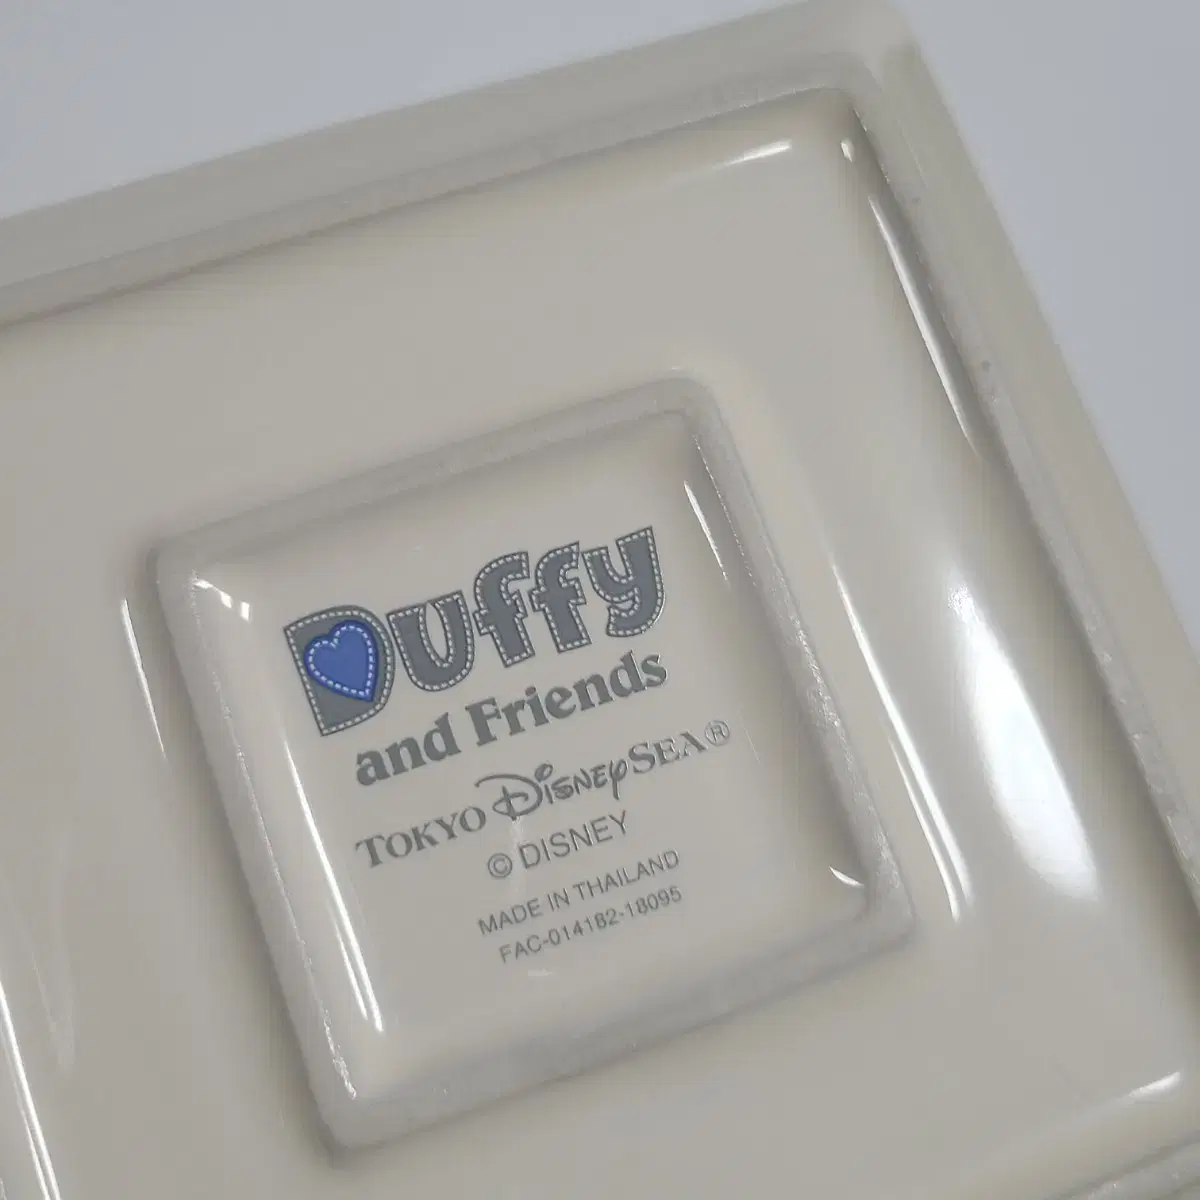 Duffy
and Friends
TOKYO DISNEYSEA®
© DISNEY
MADE IN THAILAND
FAC-014182-18095